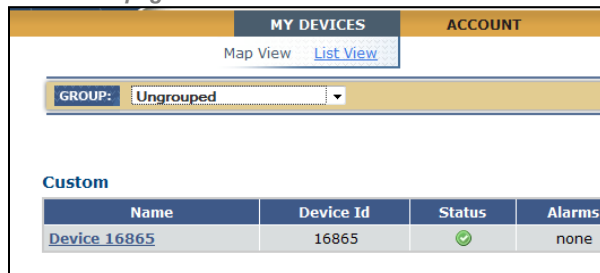 MY DEVICES ACCOUNT
Map View List View
GROUP: Ungrouped
Custom
Name Device Id Status Alarms
Device 16865 16865 none